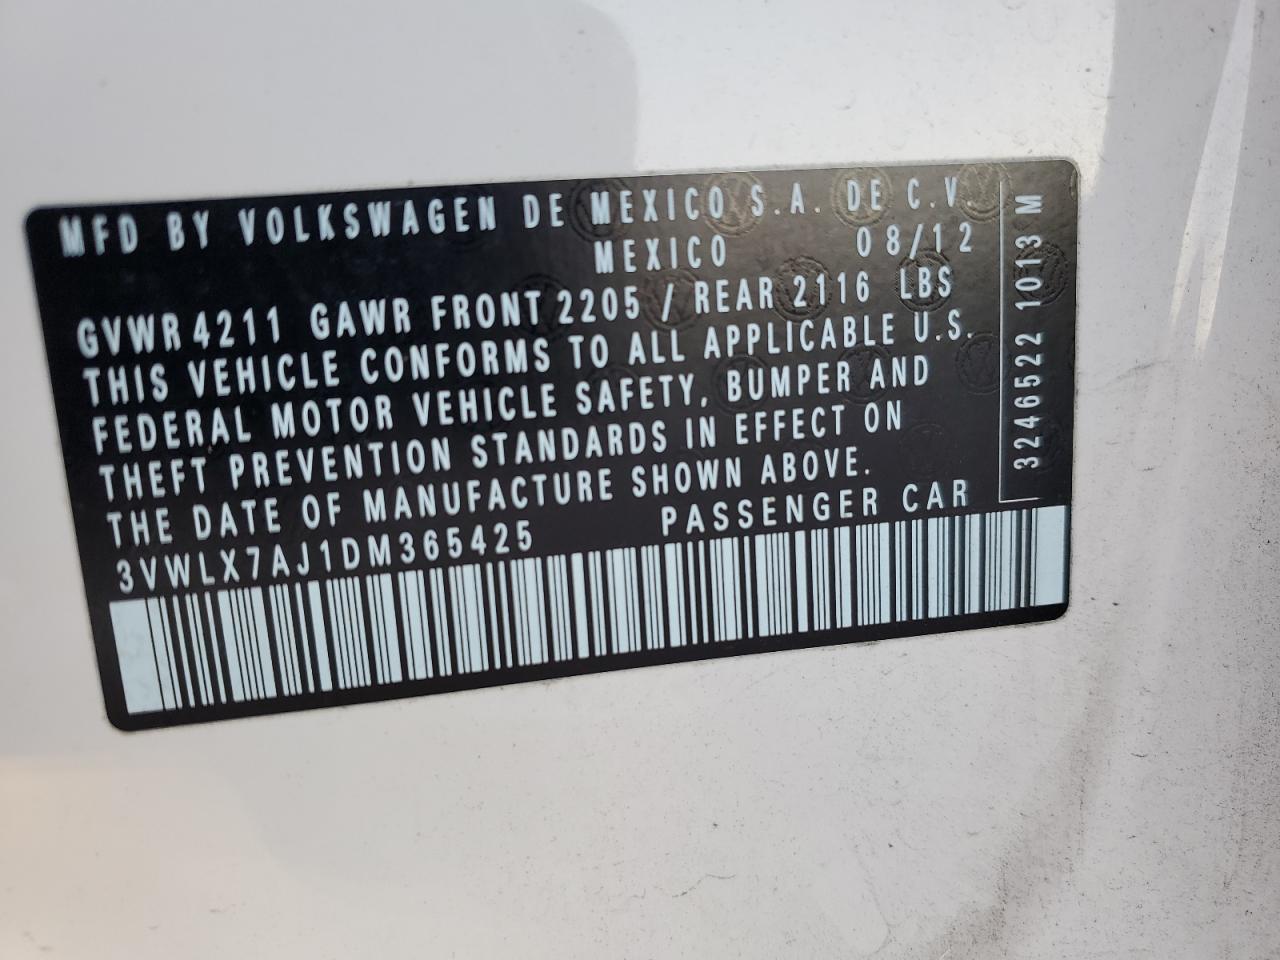 MFD BY VOLKSWAGEN DE MEXICO S.A. DE C.V.
MEXICO 08/12
GVWR 4211 GAWR FRONT 2205 / REAR 2116 LBS
THIS VEHICLE CONFORMS TO ALL APPLICABLE U.S.
FEDERAL MOTOR VEHICLE SAFETY, BUMPER AND
THEFT PREVENTION STANDARDS IN EFFECT ON
THE DATE OF MANUFACTURE SHOWN ABOVE.
3VWLX7AJ1DM365425 PASSENGER CAR
3246522 1013 M